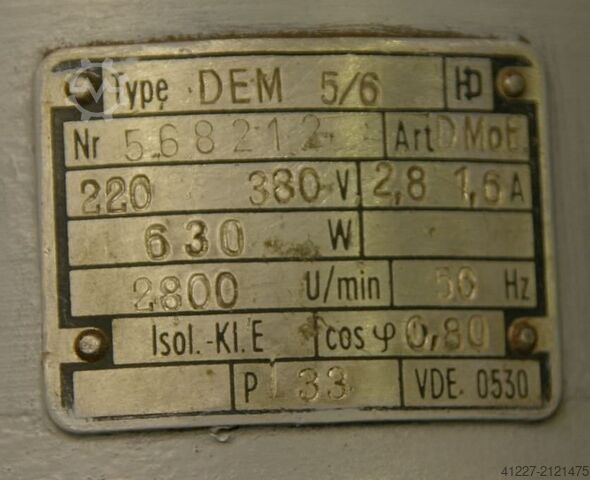 Type DEM 5/6 HD
Nr 568212 Art D Mot
220 380 V 2,8 1,6 A
630 W
2800 U/min 50 Hz
Isol.-Kl. E cos φ 0,80
P 33 VDE 0530
41227-2121475